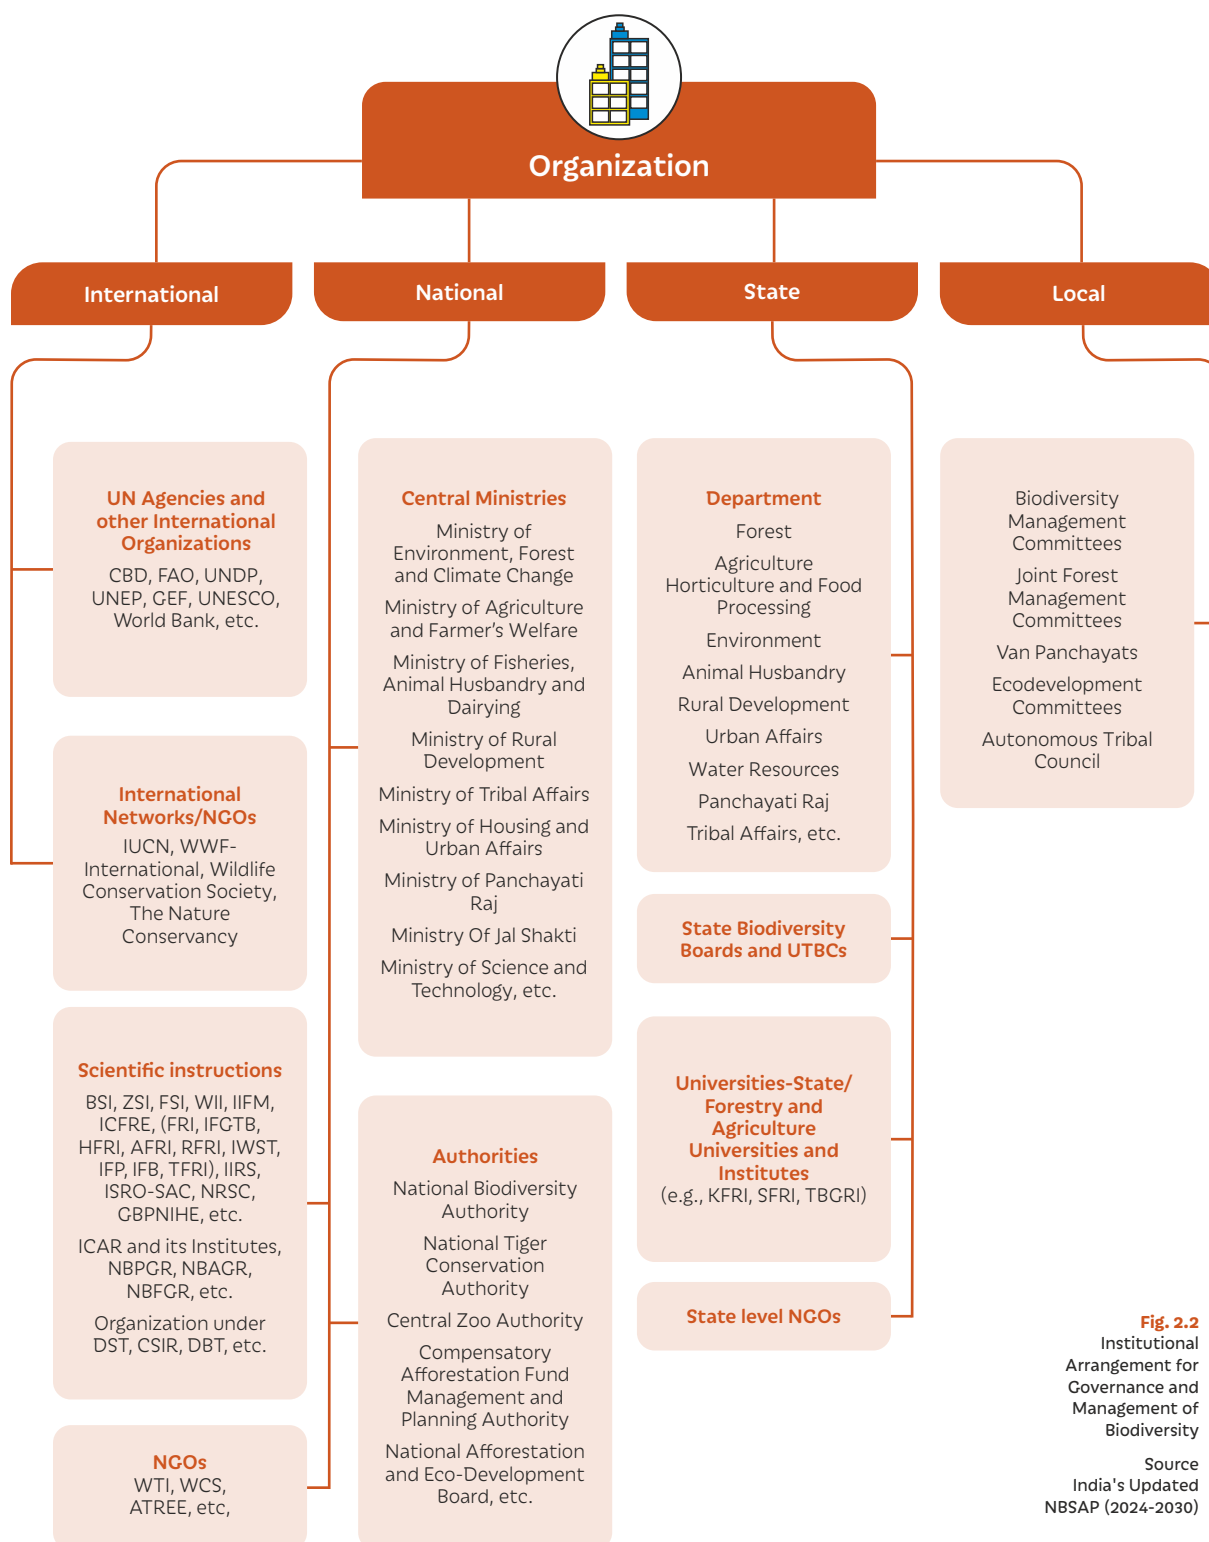 Organization
International
National
State
Local
UN Agencies and
other International
Organizations
CBD, FAO, UNDP,
UNEP, GEF, UNESCO,
World Bank, etc.
International
Networks/NGOs
IUCN, WWF-
International, Wildlife
Conservation Society,
The Nature
Conservancy
Scientific instructions
BSI, ZSI, FSI, WII, IIFM,
ICFRE, (FRI, IFGTB,
HFRI, AFRI, RFRI, IWST,
IFP, IFB, TFRI), IIRS,
ISRO-SAC, NRSC,
GBPNIHE, etc.
ICAR and its Institutes,
NBPGR, NBAGR,
NBFGR, etc.
Organization under
DST, CSIR, DBT, etc.
NGOs
WTI, WCS,
ATREE, etc,
Central Ministries
Ministry of
Environment, Forest
and Climate Change
Ministry of Agriculture
and Farmer's Welfare
Ministry of Fisheries,
Animal Husbandry and
Dairying
Ministry of Rural
Development
Ministry of Tribal Affairs
Ministry of Housing and
Urban Affairs
Ministry of Panchayati
Raj
Ministry Of Jal Shakti
Ministry of Science and
Technology, etc.
Authorities
National Biodiversity
Authority
National Tiger
Conservation
Authority
Central Zoo Authority
Compensatory
Afforestation Fund
Management and
Planning Authority
National Afforestation
and Eco-Development
Board, etc.
Department
Forest
Agriculture
Horticulture and Food
Processing
Environment
Animal Husbandry
Rural Development
Urban Affairs
Water Resources
Panchayati Raj
Tribal Affairs, etc.
State Biodiversity
Boards and UTBCs
Universities-State/
Forestry and
Agriculture
Universities and
Institutes
(e.g., KFRI, SFRI, TBGRI)
State level NGOs
Biodiversity
Management
Committees
Joint Forest
Management
Committees
Van Panchayats
Ecodevelopment
Committees
Autonomous Tribal
Council
Fig. 2.2
Institutional
Arrangement for
Governance and
Management of
Biodiversity
Source
India's Updated
NBSAP (2024-2030)